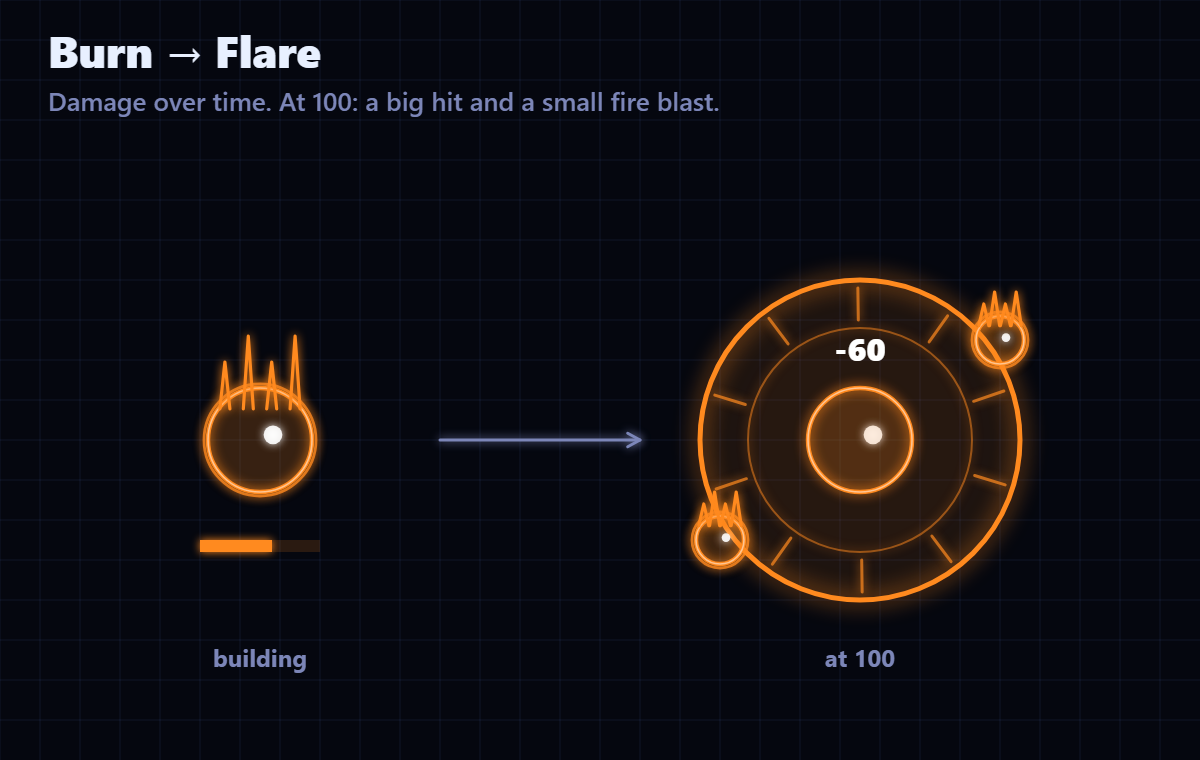 Burn → Flare
Damage over time. At 100: a big hit and a small fire blast.
-60
building
at 100